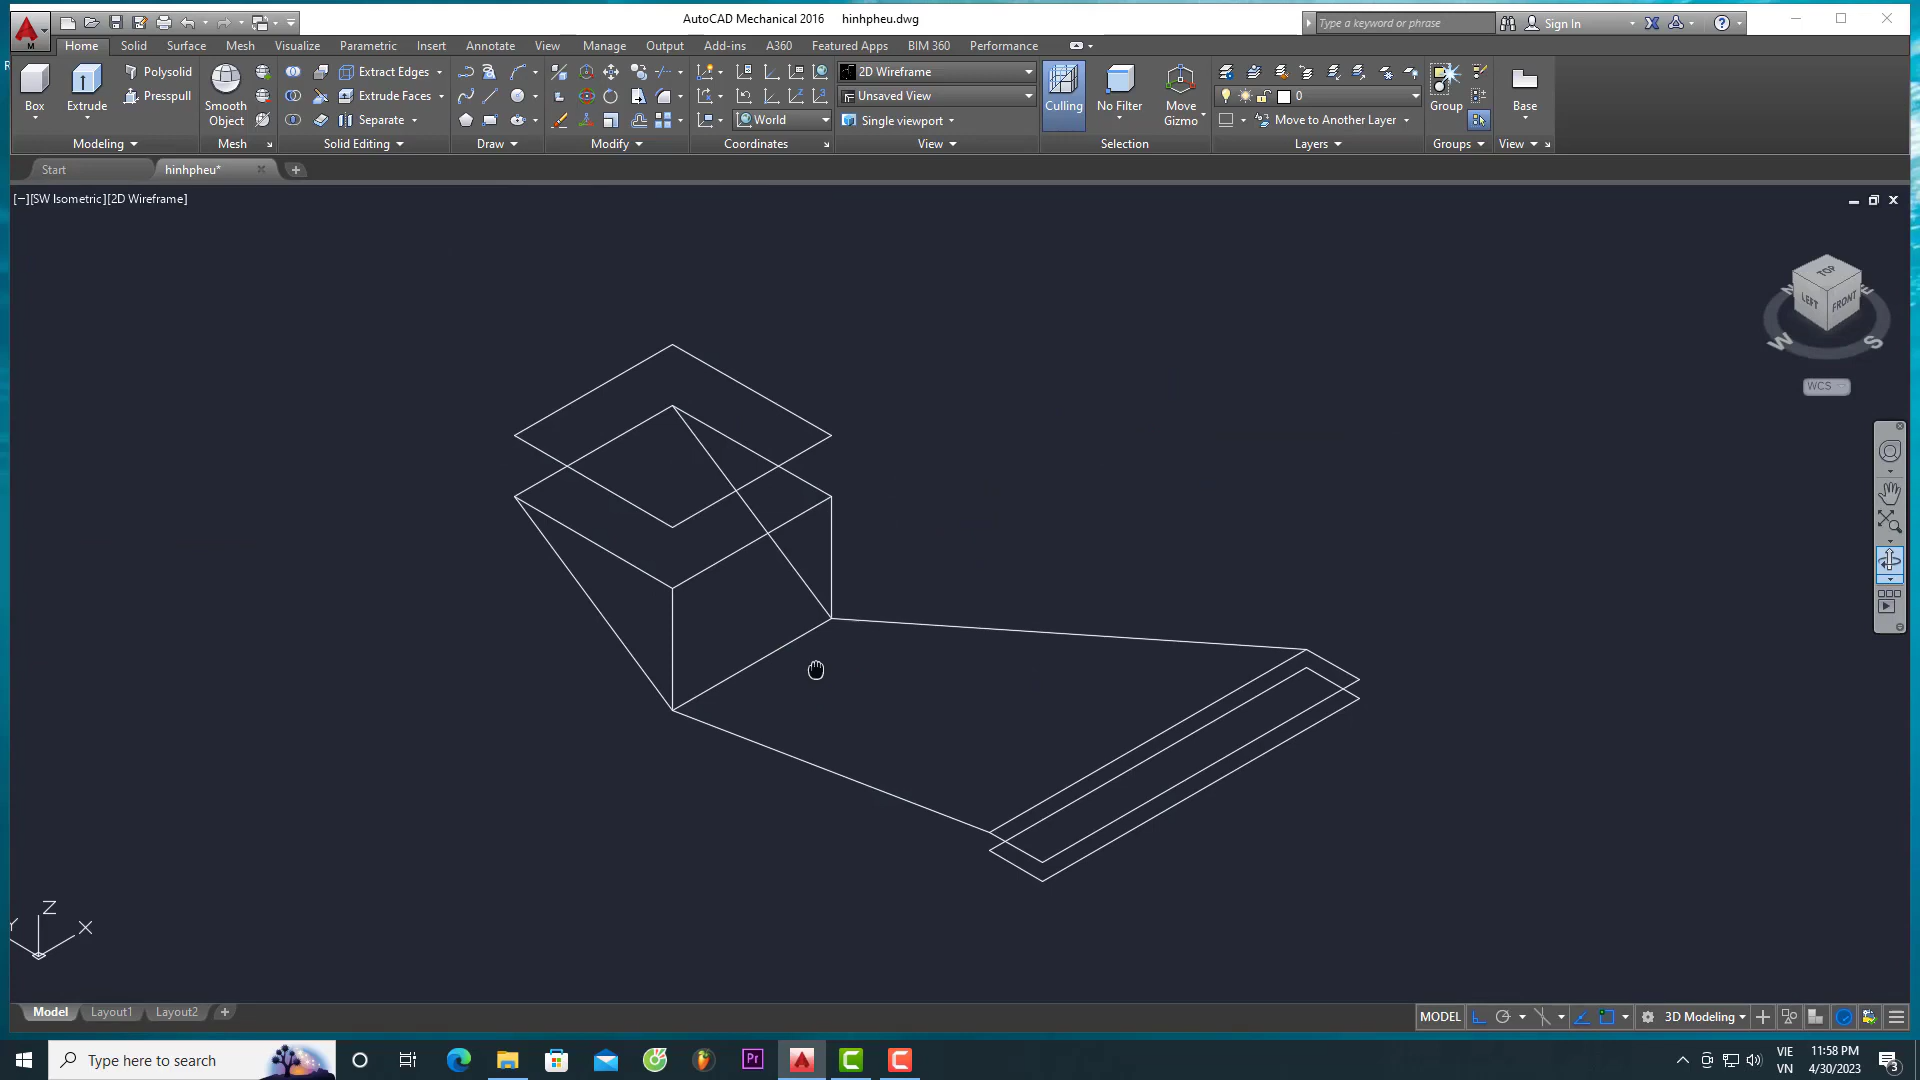 AutoCAD Mechanical 2016 hinhpheu.dwg
Type a keyword or phrase
Sign In
Home Solid Surface Mesh Visualize Parametric Insert Annotate View Manage Output Add-ins A360 Featured Apps BIM 360 Performance
M
Box
Extrude
Polysolid
Presspull
Smooth
Object
Extract Edges
Extrude Faces
Separate
World
2D Wireframe
Unsaved View
Single viewport
Culling
No Filter
Move
Gizmo
0
Move to Another Layer
Group
Base
Modeling Mesh Solid Editing Draw Modify Coordinates View Selection Layers Groups View
Start hinhpheu*
[−][SW Isometric][2D Wireframe]
TOP
LEFT FRONT
W S
WCS
Z
Y X
Model Layout1 Layout2
MODEL
3D Modeling
Type here to search
Pr
VIE
VN
11:58 PM
4/30/2023
3